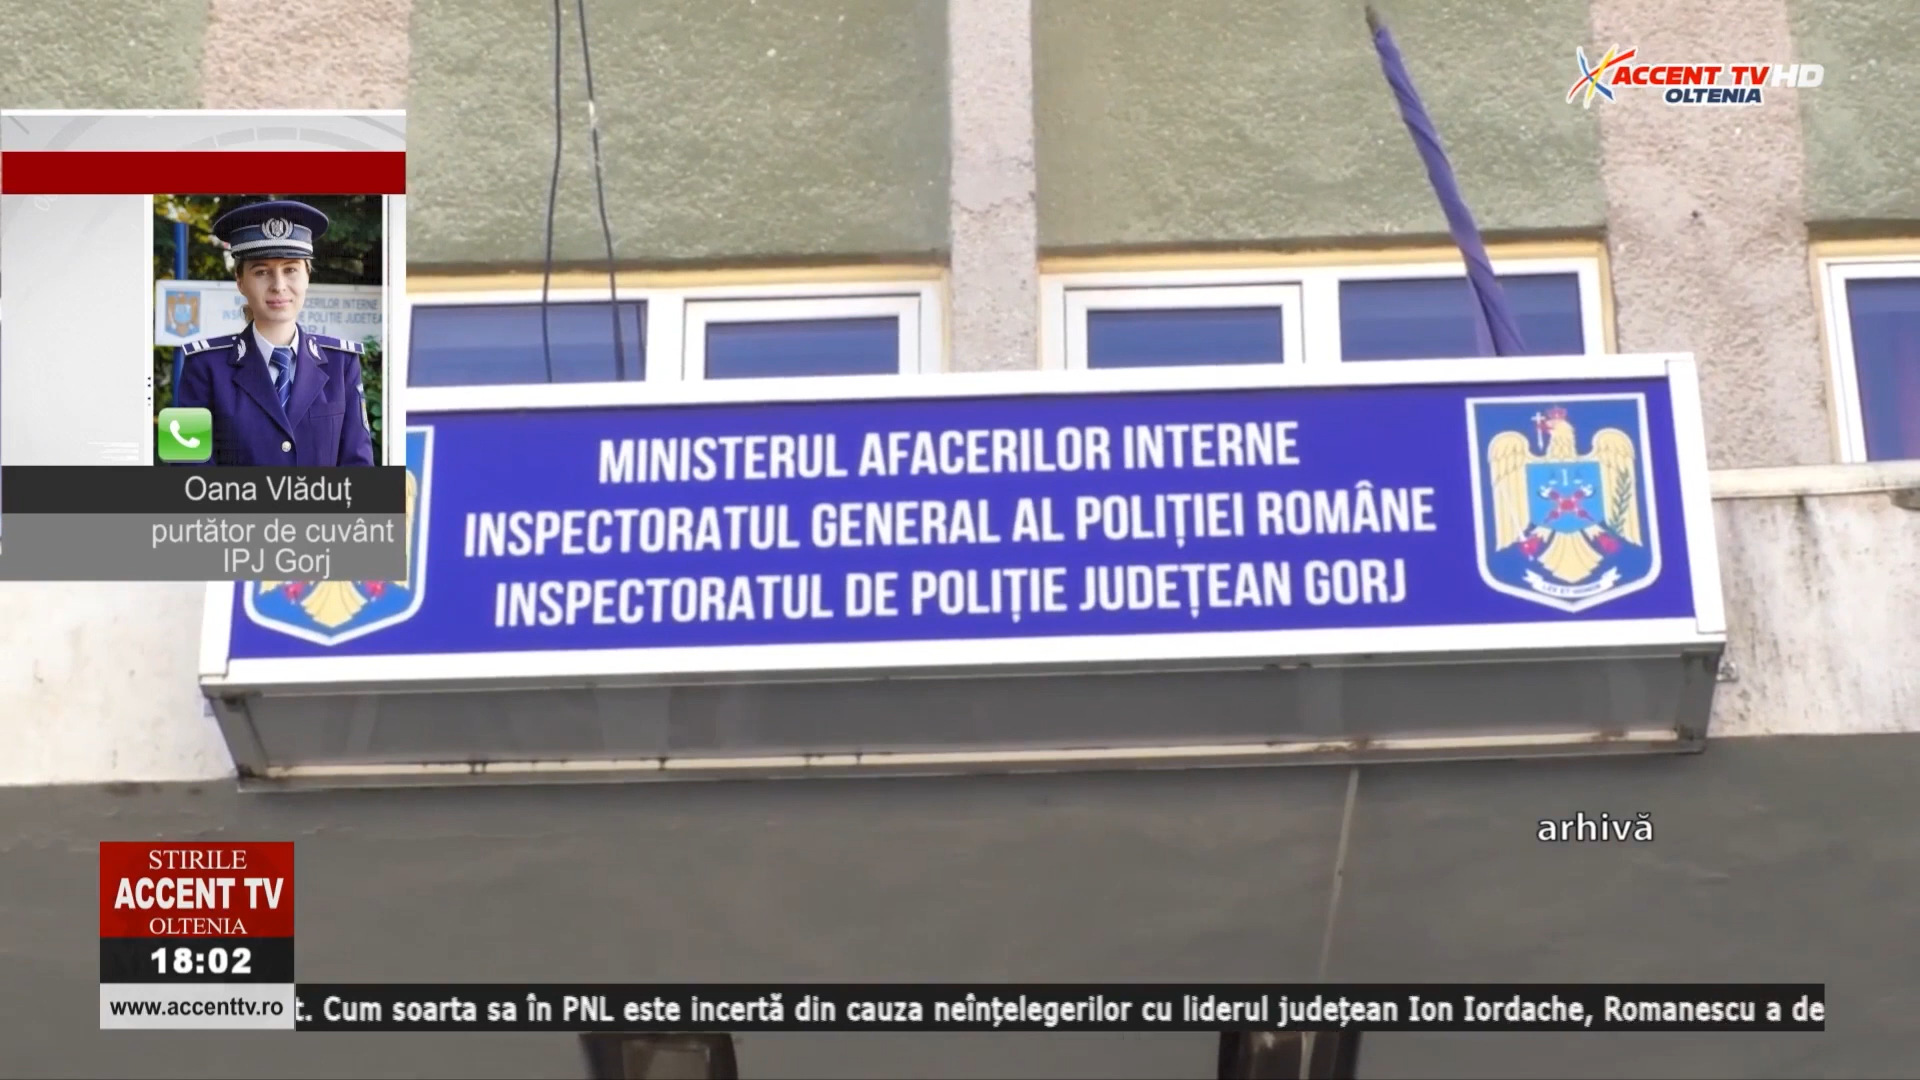 ACCENT TV HD
OLTENIA
Oana Vlăduț
purtător de cuvânt
IPJ Gorj
MINISTERUL AFACERILOR INTERNE
INSPECTORATUL GENERAL AL POLIȚIEI ROMÂNE
INSPECTORATUL DE POLIȚIE JUDEȚEAN GORJ
arhivă
STIRILE
ACCENT TV
OLTENIA
18:02
www.accenttv.ro
t. Cum soarta sa în PNL este incertă din cauza neînțelegerilor cu liderul județean Ion Iordache, Romanescu a de